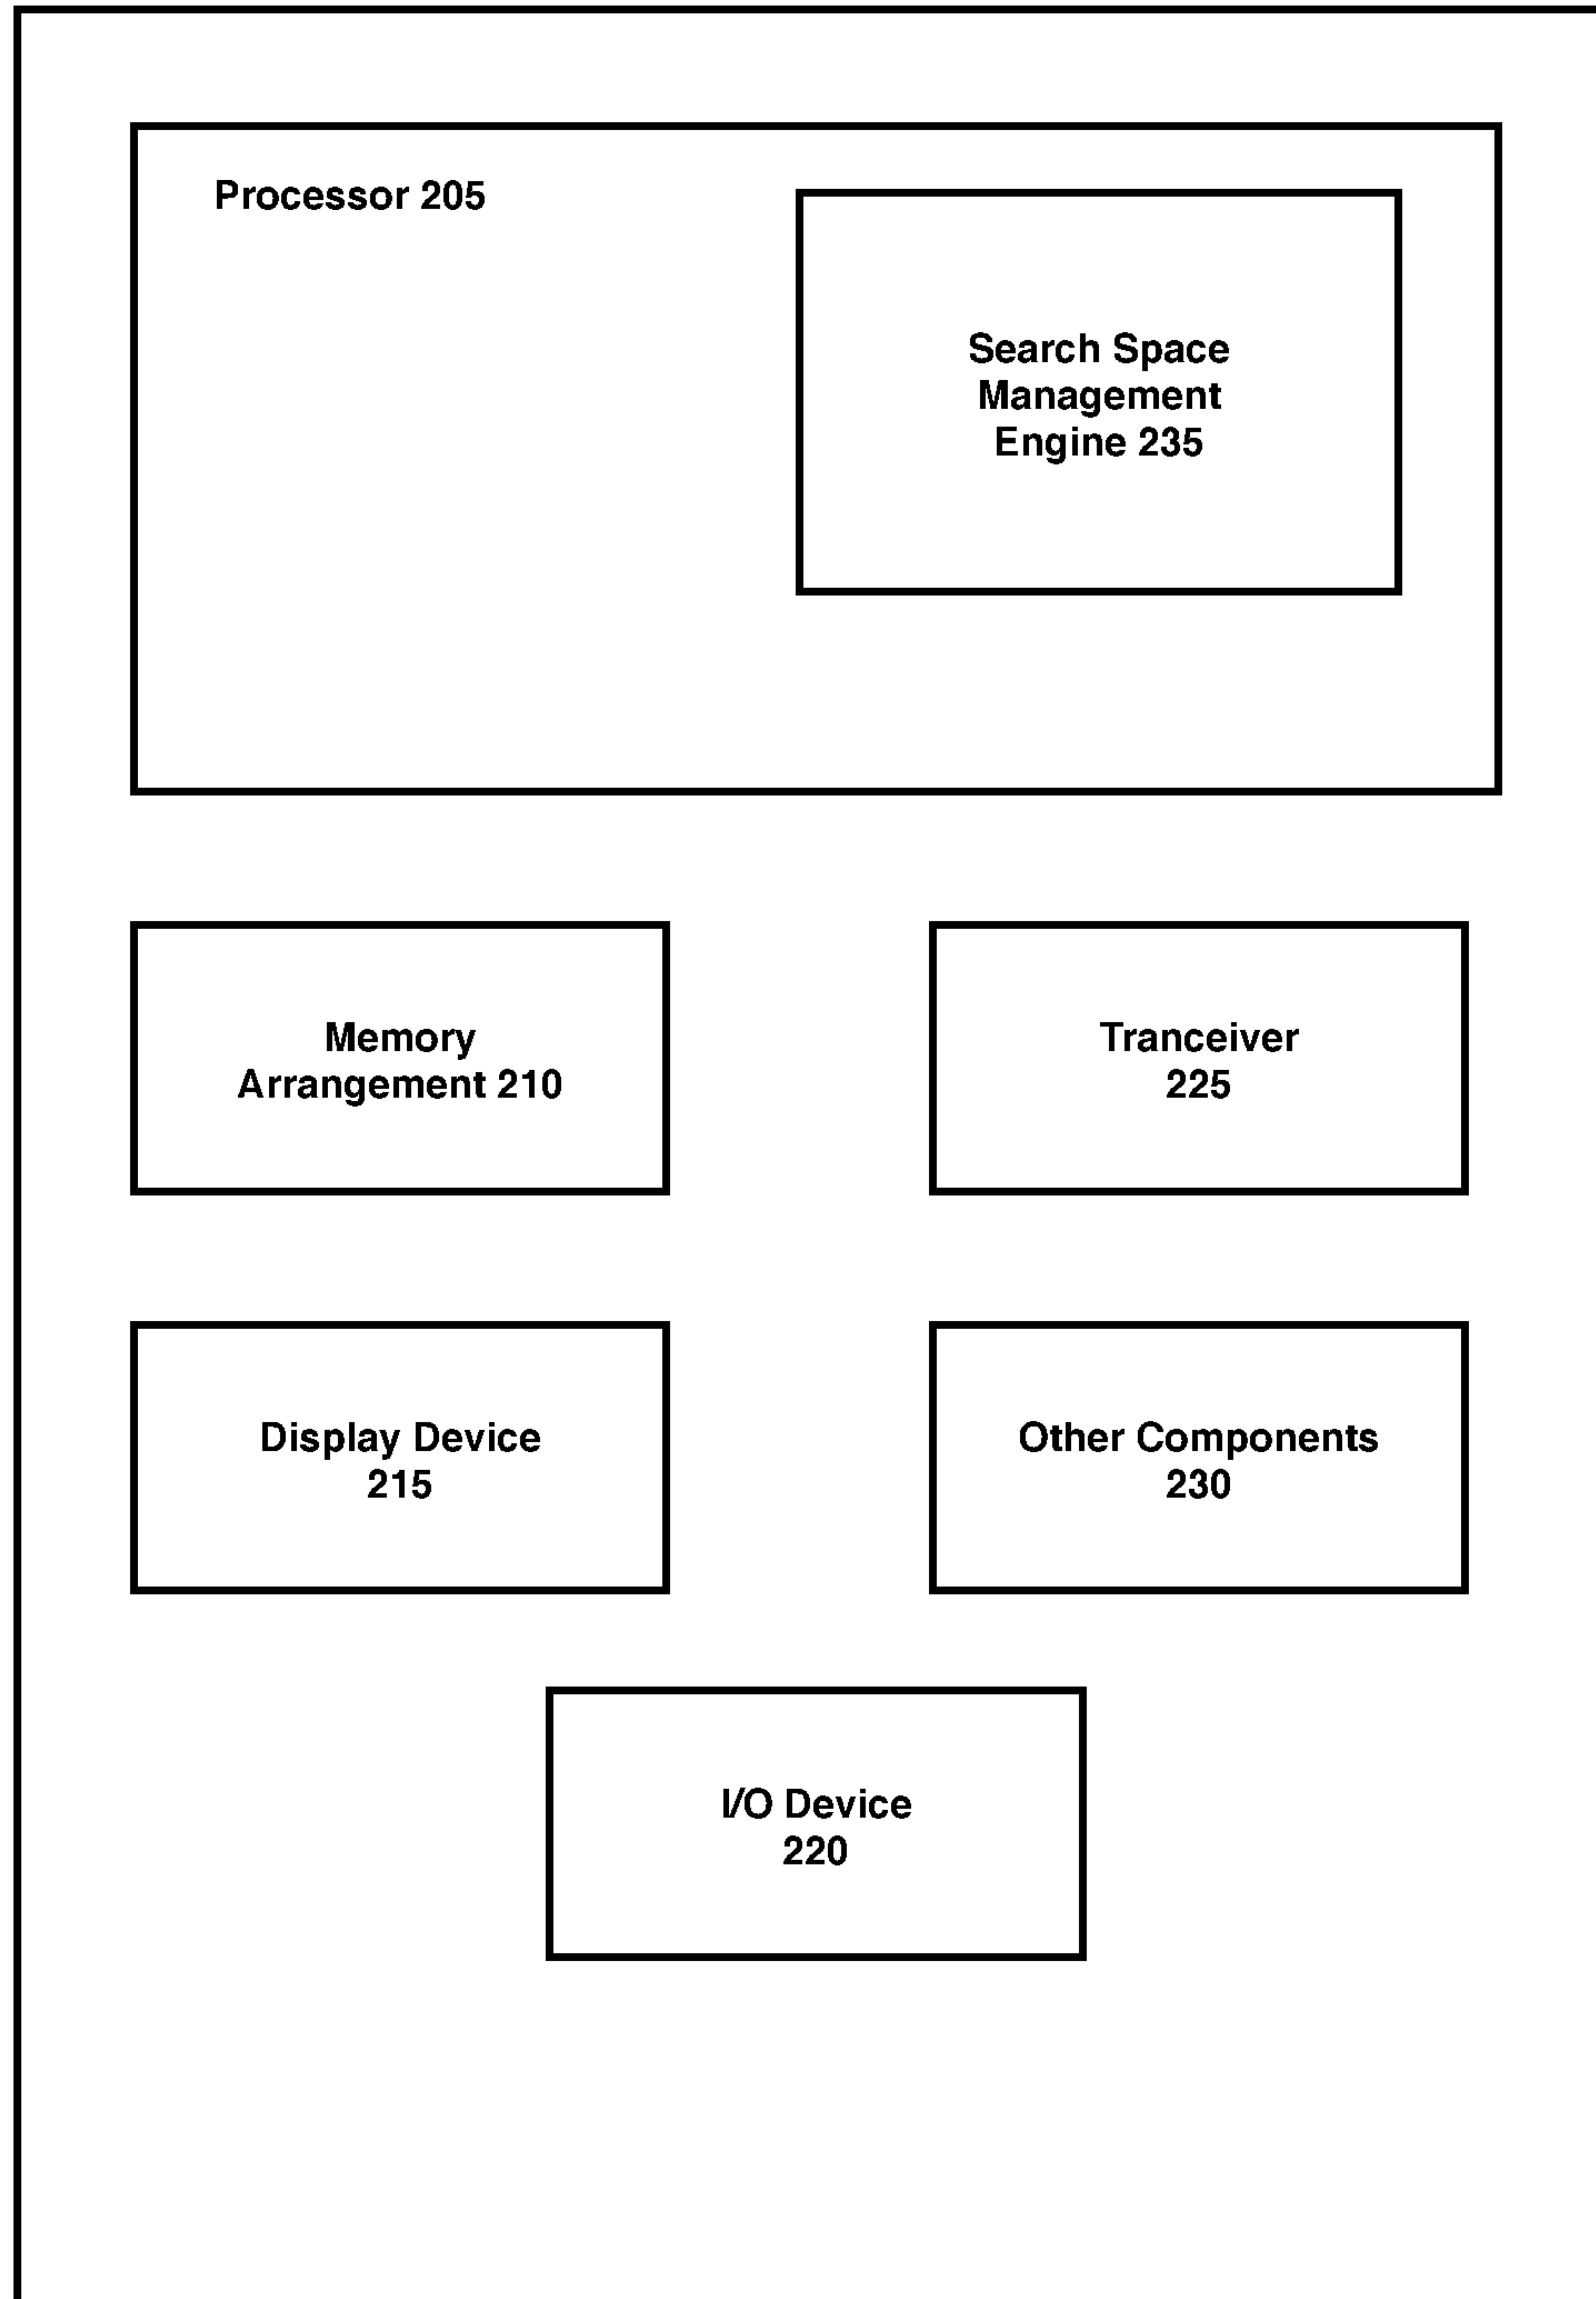 Processor 205
Search Space
Management
Engine 235
Memory
Arrangement 210
Tranceiver
225
Display Device
215
Other Components
230
I/O Device
220